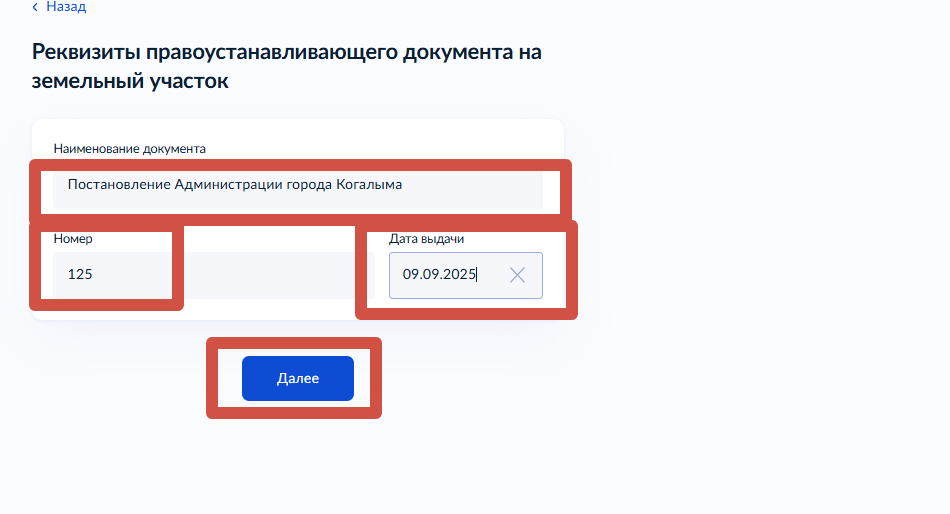 Назад
Реквизиты правоустанавливающего документа на
земельный участок
Наименование документа
Постановление Администрации города Когалыма
Номер
Дата выдачи
125
09.09.2025
Далее